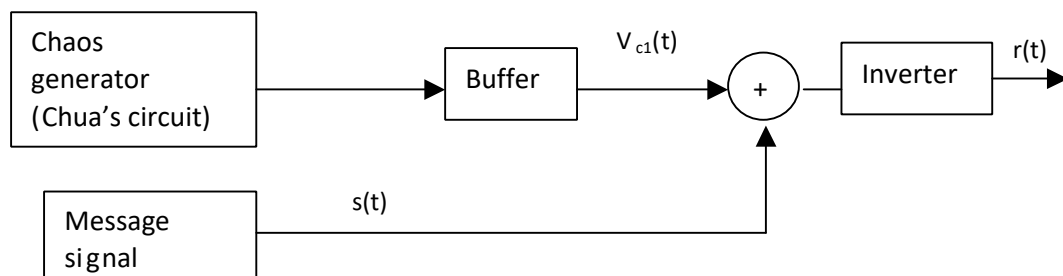 Chaos
generator
(Chua's circuit)
Buffer
V c1(t)
+
Inverter
r(t)
s(t)
Message
signal